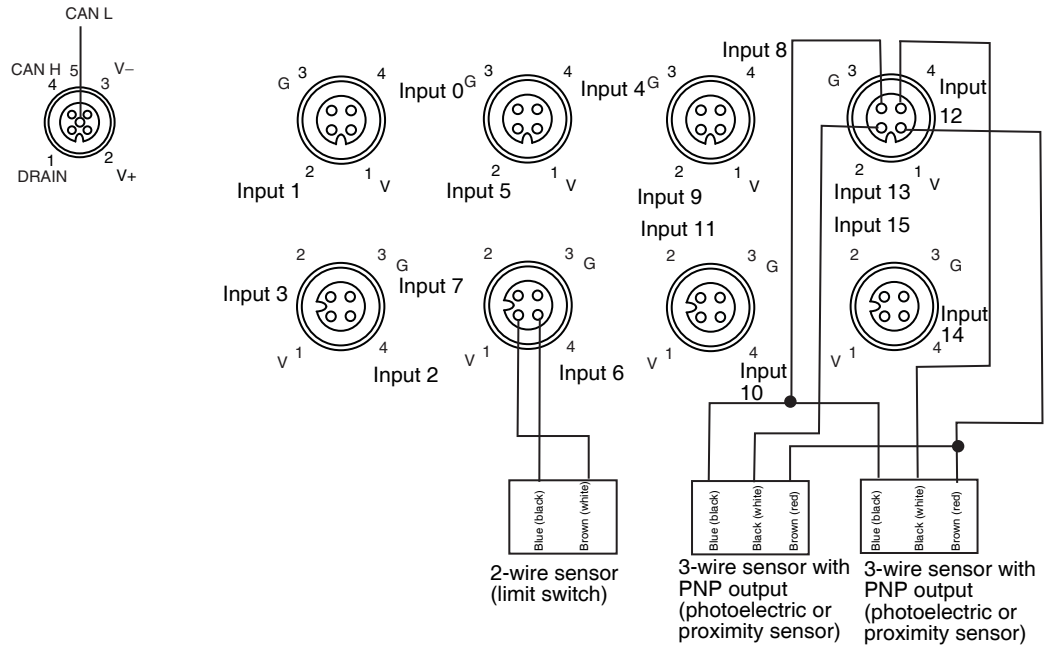 CAN L
CAN H
5
V–
4
3
1
2
DRAIN
V+
G
3
4
Input 0
2
1
V
Input 1
G
3
4
Input 4
2
1
V
Input 5
G
3
4
Input 8
2
1
V
Input 9
G
3
4
Input
12
2
1
V
Input 13
2
3
G
Input 3
V
1
4
Input 2
2
3
G
Input 7
V
1
4
Input 6
Input 11
2
3
G
V
1
4
Input
10
Input 15
2
3
G
V
1
4
Input
14
Blue (black)
Brown (white)
2-wire sensor
(limit switch)
Blue (black)
Black (white)
Brown (red)
3-wire sensor with
PNP output
(photoelectric or
proximity sensor)
Blue (black)
Black (white)
Brown (red)
3-wire sensor with
PNP output
(photoelectric or
proximity sensor)